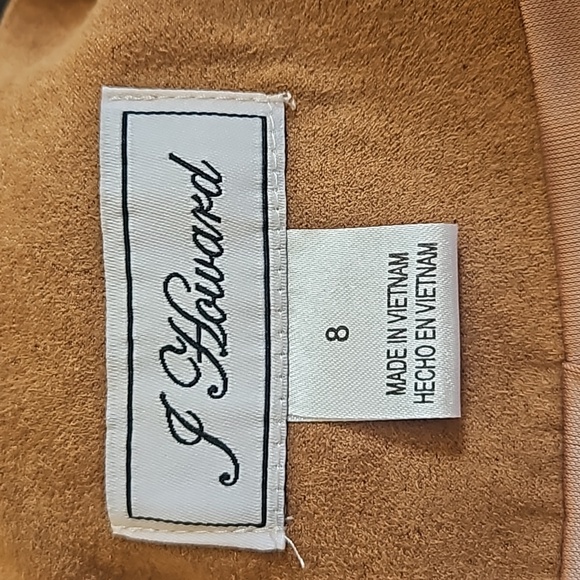 J Howard
8
MADE IN VIETNAM
HECHO EN VIETNAM